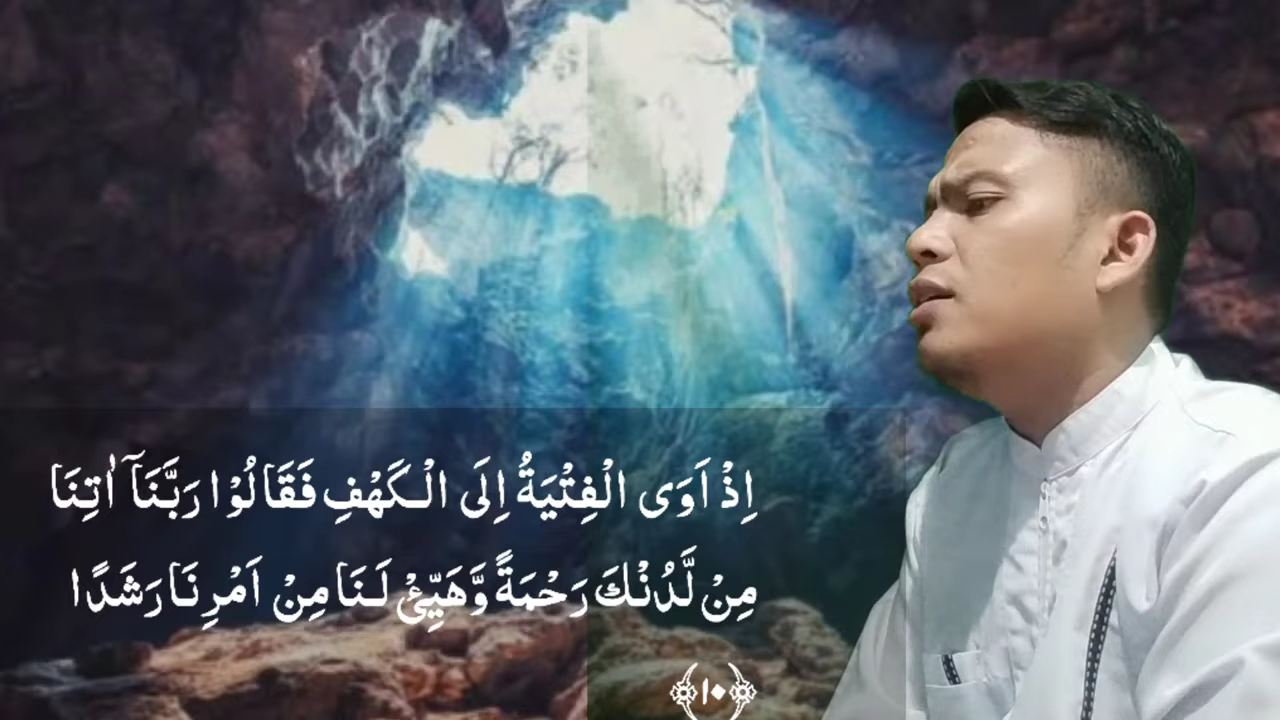 اِذْ اَوَى الْفِتْيَةُ اِلَى الْكَهْفِ فَقَالُوْا رَبَّنَآ اٰتِنَا
مِنْ لَّدُنْكَ رَحْمَةً وَّهَيِّئْ لَنَا مِنْ اَمْرِنَا رَشَدًا
١٠